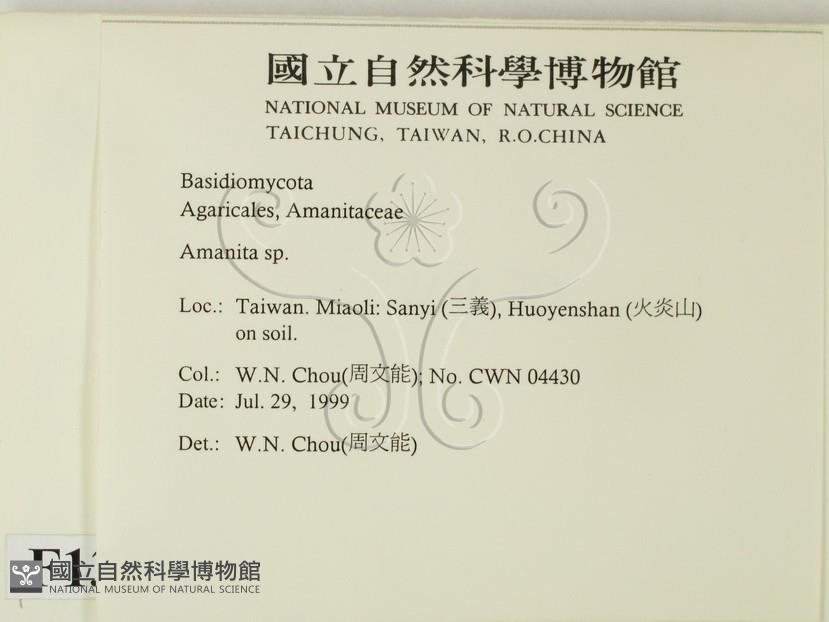 國立自然科學博物館
NATIONAL MUSEUM OF NATURAL SCIENCE
TAICHUNG, TAIWAN, R.O.CHINA
Basidiomycota
Agaricales, Amanitaceae
Amanita sp.
Loc.: Taiwan. Miaoli: Sanyi (三義), Huoyenshan (火炎山)
on soil.
Col.: W.N. Chou(周文能); No. CWN 04430
Date: Jul. 29, 1999
Det.: W.N. Chou(周文能)
國立自然科學博物館
NATIONAL MUSEUM OF NATURAL SCIENCE